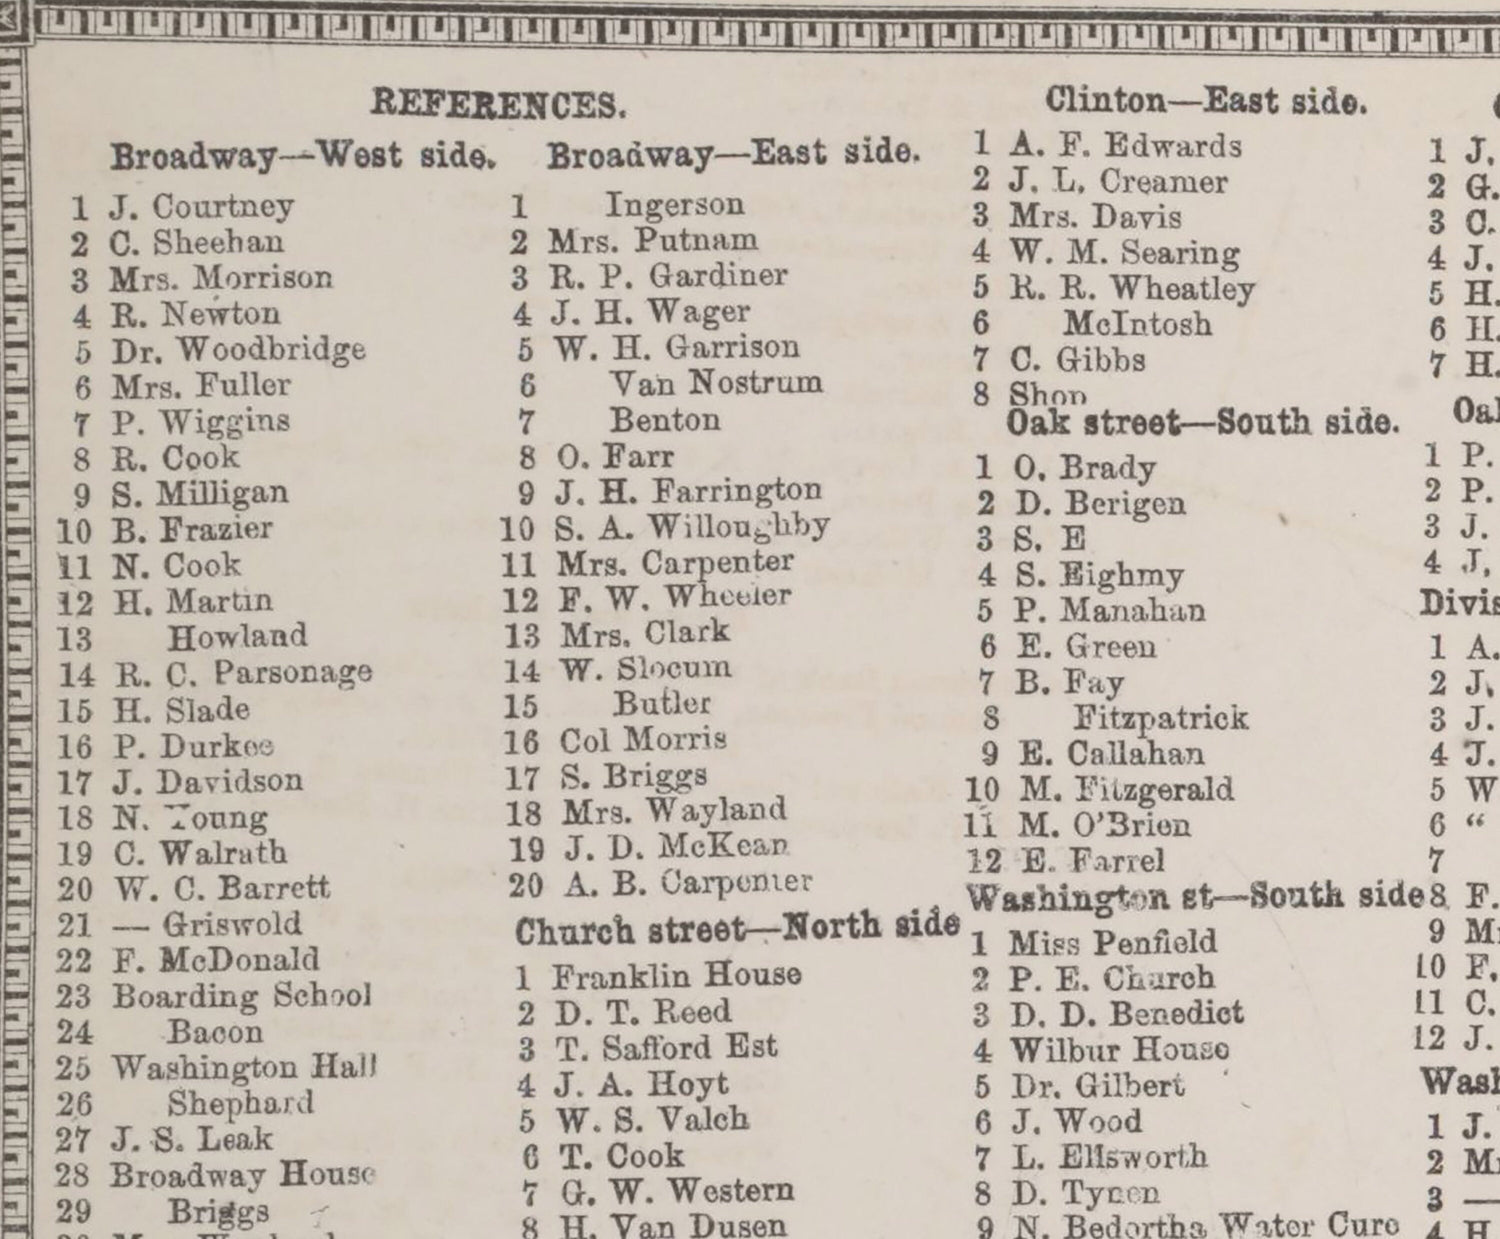 REFERENCES.
Broadway—West side.
1 J. Courtney
2 C. Sheehan
3 Mrs. Morrison
4 R. Newton
5 Dr. Woodbridge
6 Mrs. Fuller
7 P. Wiggins
8 R. Cook
9 S. Milligan
10 B. Frazier
11 N. Cook
12 H. Martin
13 Howland
14 R. C. Parsonage
15 H. Slade
16 P. Durkee
17 J. Davidson
18 N. Young
19 C. Walrath
20 W. C. Barrett
21 — Griswold
22 F. McDonald
23 Boarding School
24 Bacon
25 Washington Hall
26 Shephard
27 J. S. Leak
28 Broadway House
29 Briggs
Broadway—East side.
1 Ingerson
2 Mrs. Putnam
3 R. P. Gardiner
4 J. H. Wager
5 W. H. Garrison
6 Van Nostrum
7 Benton
8 O. Farr
9 J. H. Farrington
10 S. A. Willoughby
11 Mrs. Carpenter
12 F. W. Wheeler
13 Mrs. Clark
14 W. Slocum
15 Butler
16 Col Morris
17 S. Briggs
18 Mrs. Wayland
19 J. D. McKean
20 A. B. Carpenter
Church street—North side
1 Franklin House
2 D. T. Reed
3 T. Safford Est
4 J. A. Hoyt
5 W. S. Valch
6 T. Cook
7 G. W. Western
8 H. Van Dusen
Clinton—East side.
1 A. F. Edwards
2 J. L. Creamer
3 Mrs. Davis
4 W. M. Searing
5 R. R. Wheatley
6 McIntosh
7 C. Gibbs
8 Shop
Oak street—South side.
1 O. Brady
2 D. Berigen
3 S. E
4 S. Eighmy
5 P. Manahan
6 E. Green
7 B. Fay
8 Fitzpatrick
9 E. Callahan
10 M. Fitzgerald
11 M. O'Brien
12 E. Farrel
Washington st—South side
1 Miss Penfield
2 P. E. Church
3 D. D. Benedict
4 Wilbur House
5 Dr. Gilbert
6 J. Wood
7 L. Ellsworth
8 D. Tynen
9 N. Bedortha Water Cure
1 J.
2 G.
3 C.
4 J.
5 H.
6 H.
7 H.
Oak
1 P.
2 P.
3 J.
4 J.
Divis
1 A.
2 J.
3 J.
4 J.
5 W
6 "
7
8 F.
9 M
10 F.
11 C.
12 J.
Wash
1 J.
2 M
3 —
4 H